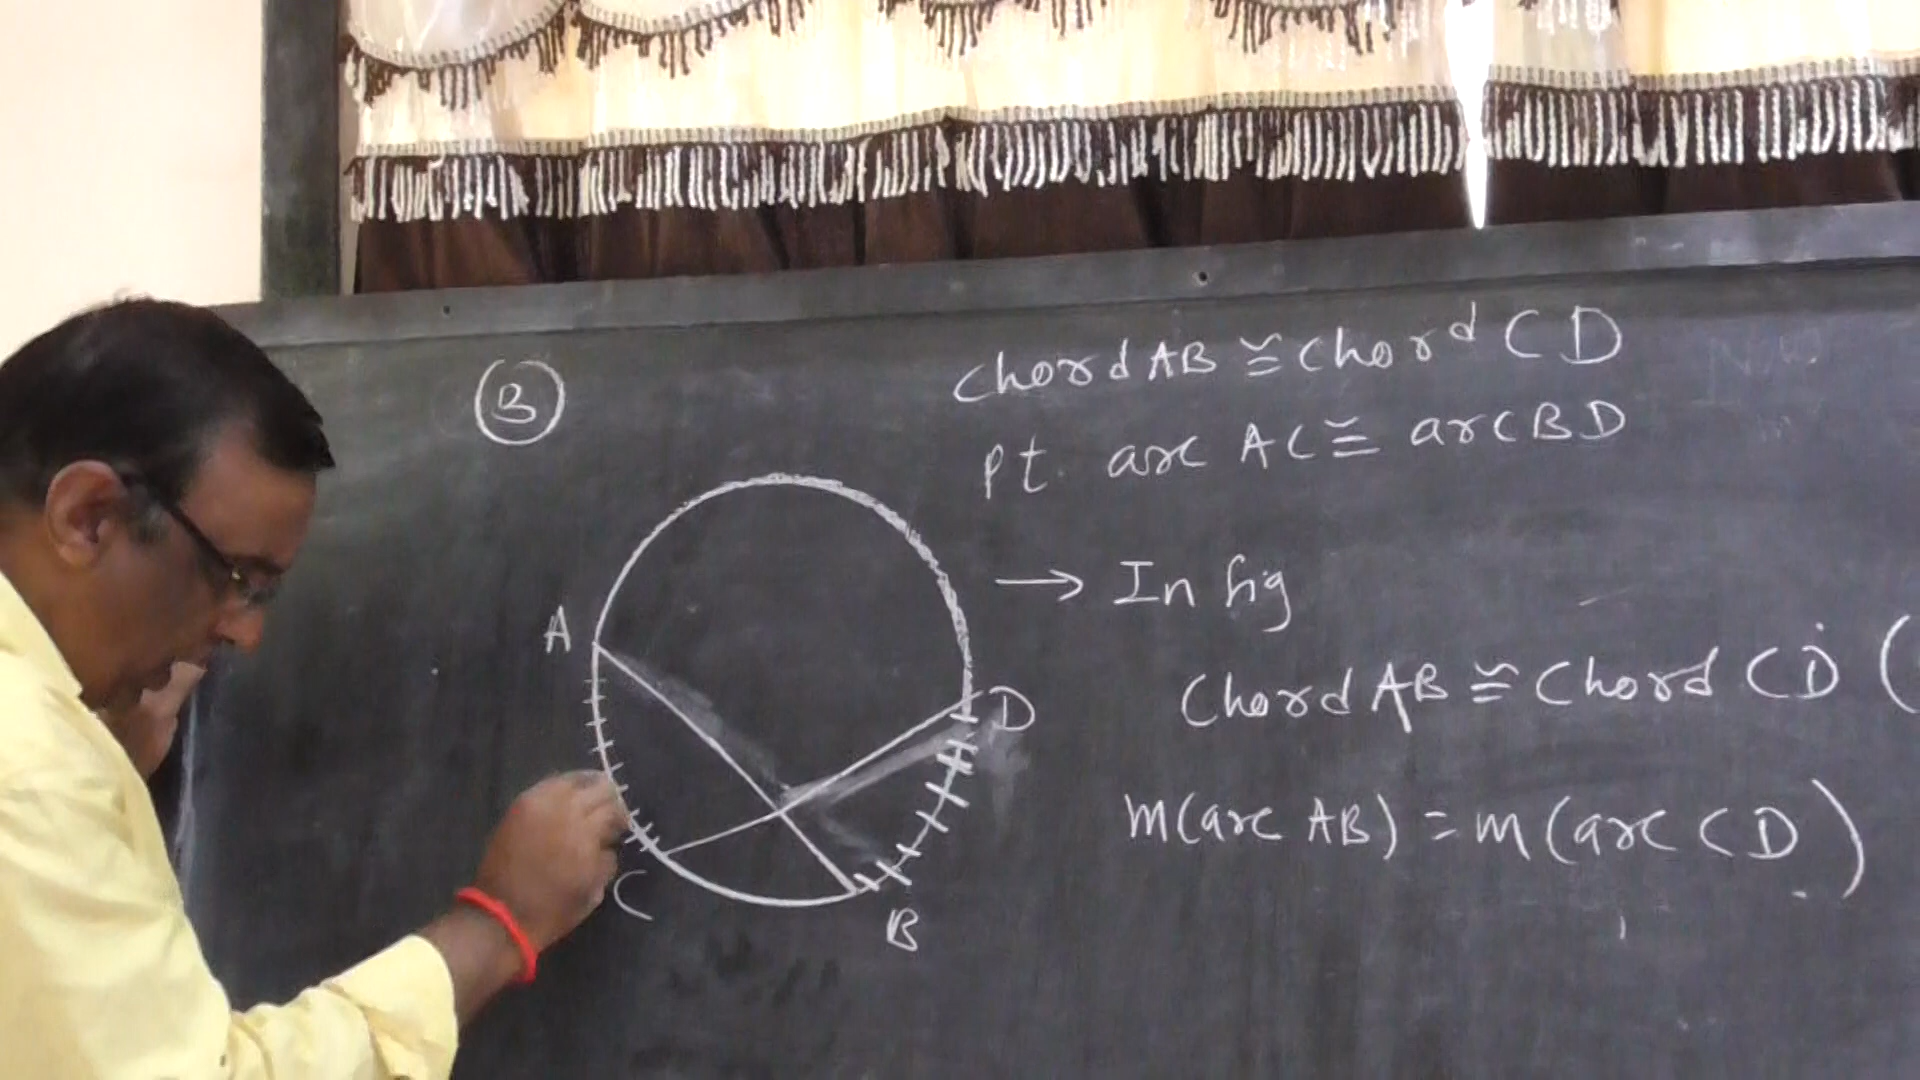 3
Chord AB ≅ Chord CD
Pt. arc AC ≅ arc BD
→ In fig
Chord AB ≅ Chord CD (
m(arc AB) = m(arc CD)
A
D
C
B